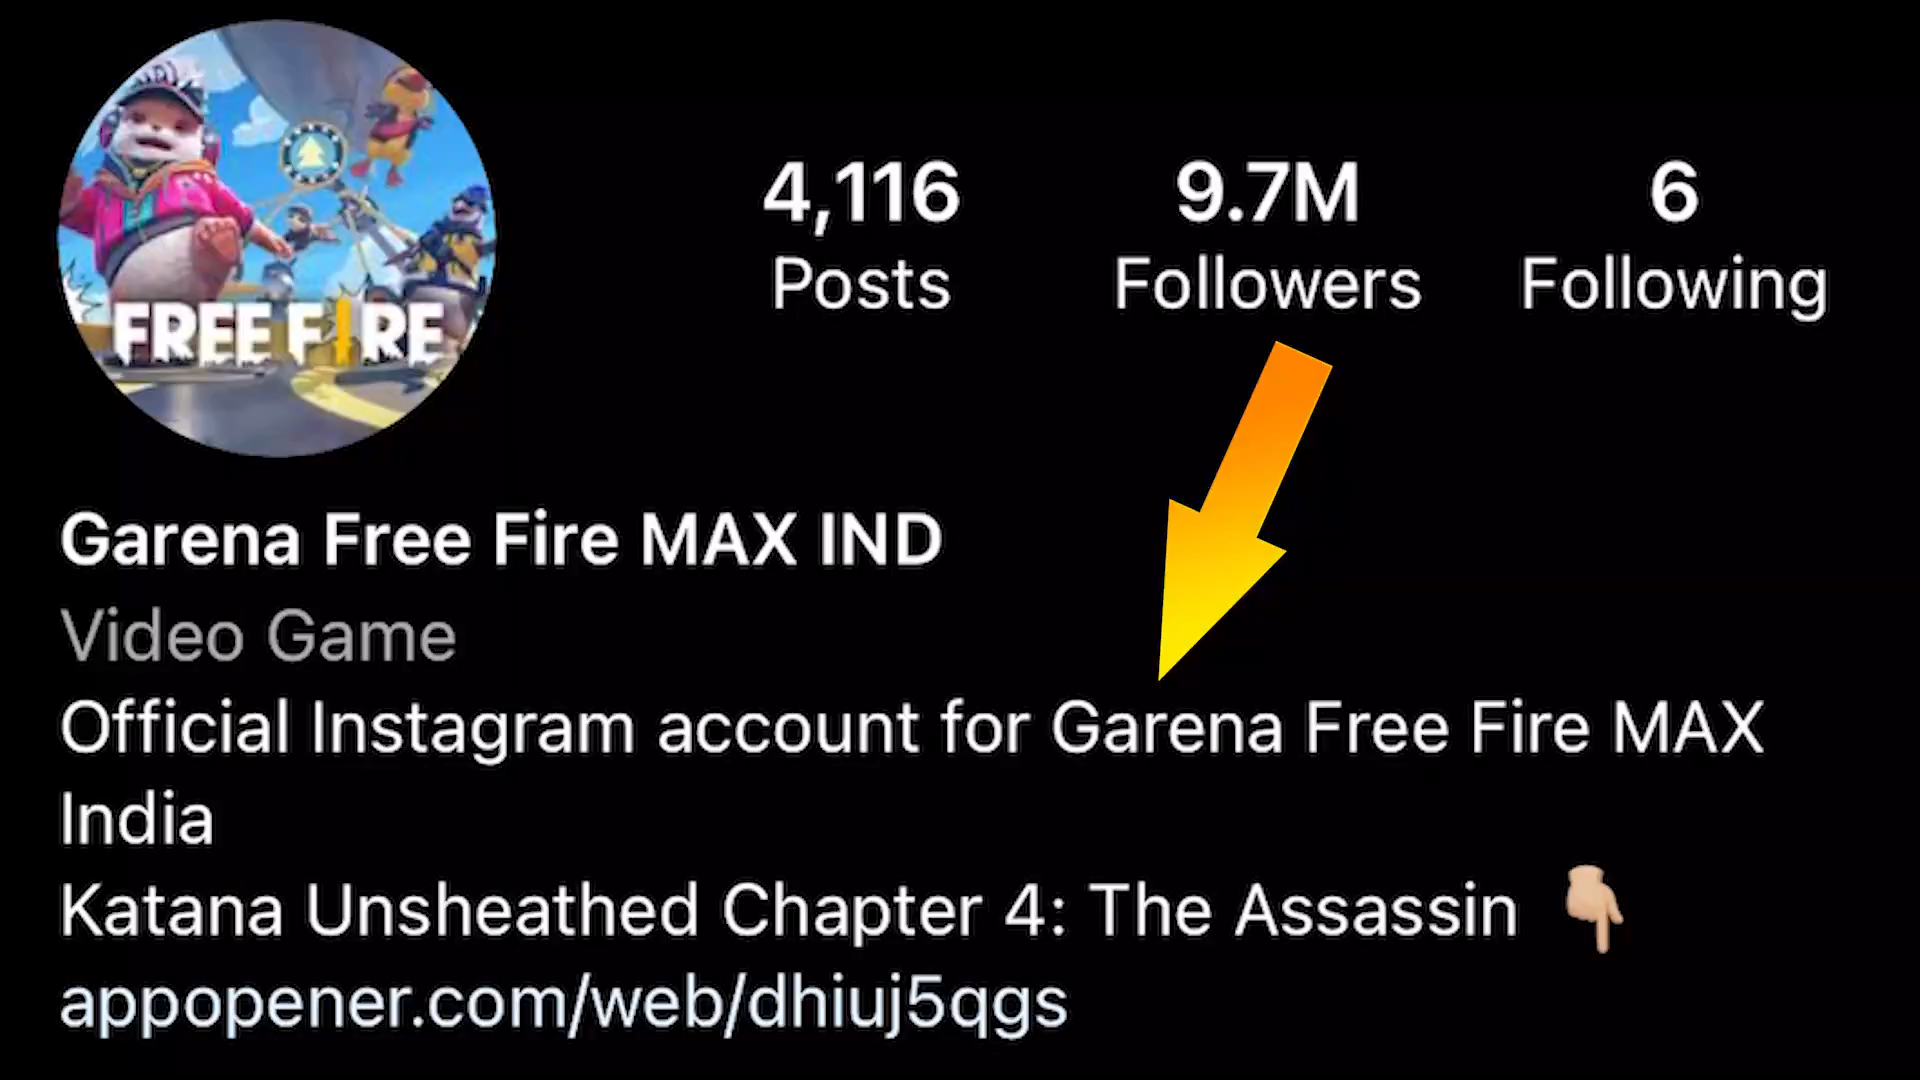 FREE FIRE
4,116
Posts
9.7M
Followers
6
Following
Garena Free Fire MAX IND
Video Game
Official Instagram account for Garena Free Fire MAX
India
Katana Unsheathed Chapter 4: The Assassin 👇🏼
appopener.com/web/dhiuj5qgs